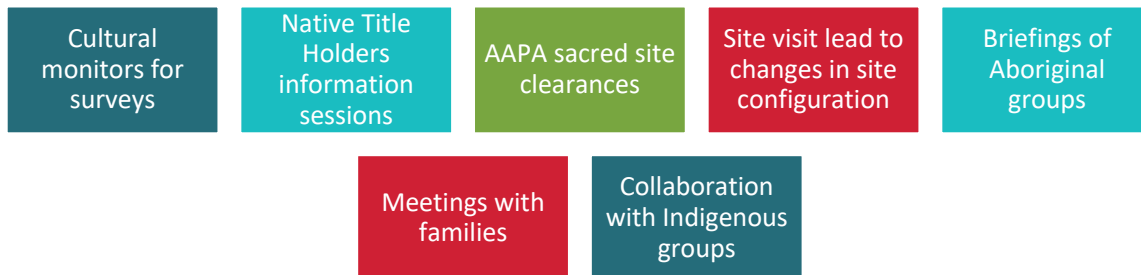 Cultural
monitors for
surveys
Native Title
Holders
information
sessions
AAPA sacred site
clearances
Site visit lead to
changes in site
configuration
Briefings of
Aboriginal
groups
Meetings with
families
Collaboration
with Indigenous
groups